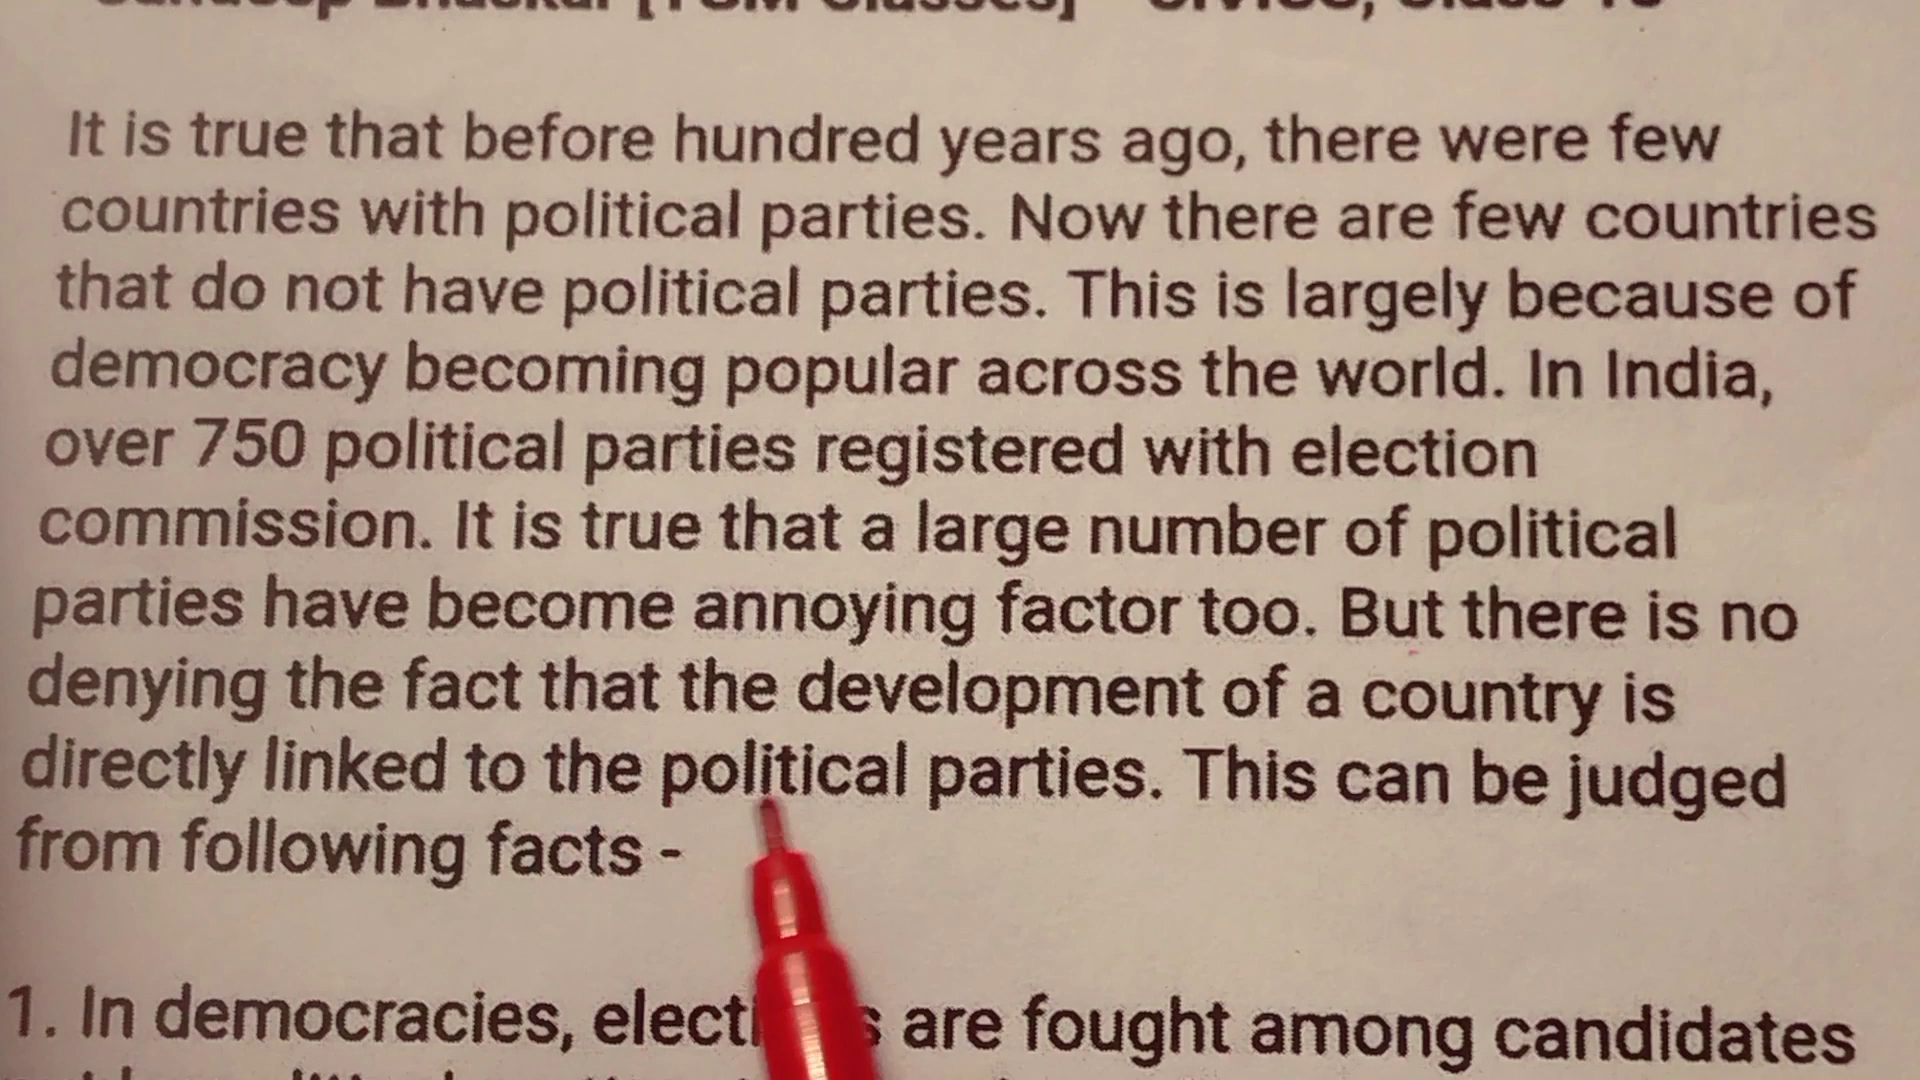 It is true that before hundred years ago, there were few
countries with political parties. Now there are few countries
that do not have political parties. This is largely because of
democracy becoming popular across the world. In India,
over 750 political parties registered with election
commission. It is true that a large number of political
parties have become annoying factor too. But there is no
denying the fact that the development of a country is
directly linked to the political parties. This can be judged
from following facts -
1. In democracies, are fought among candidates